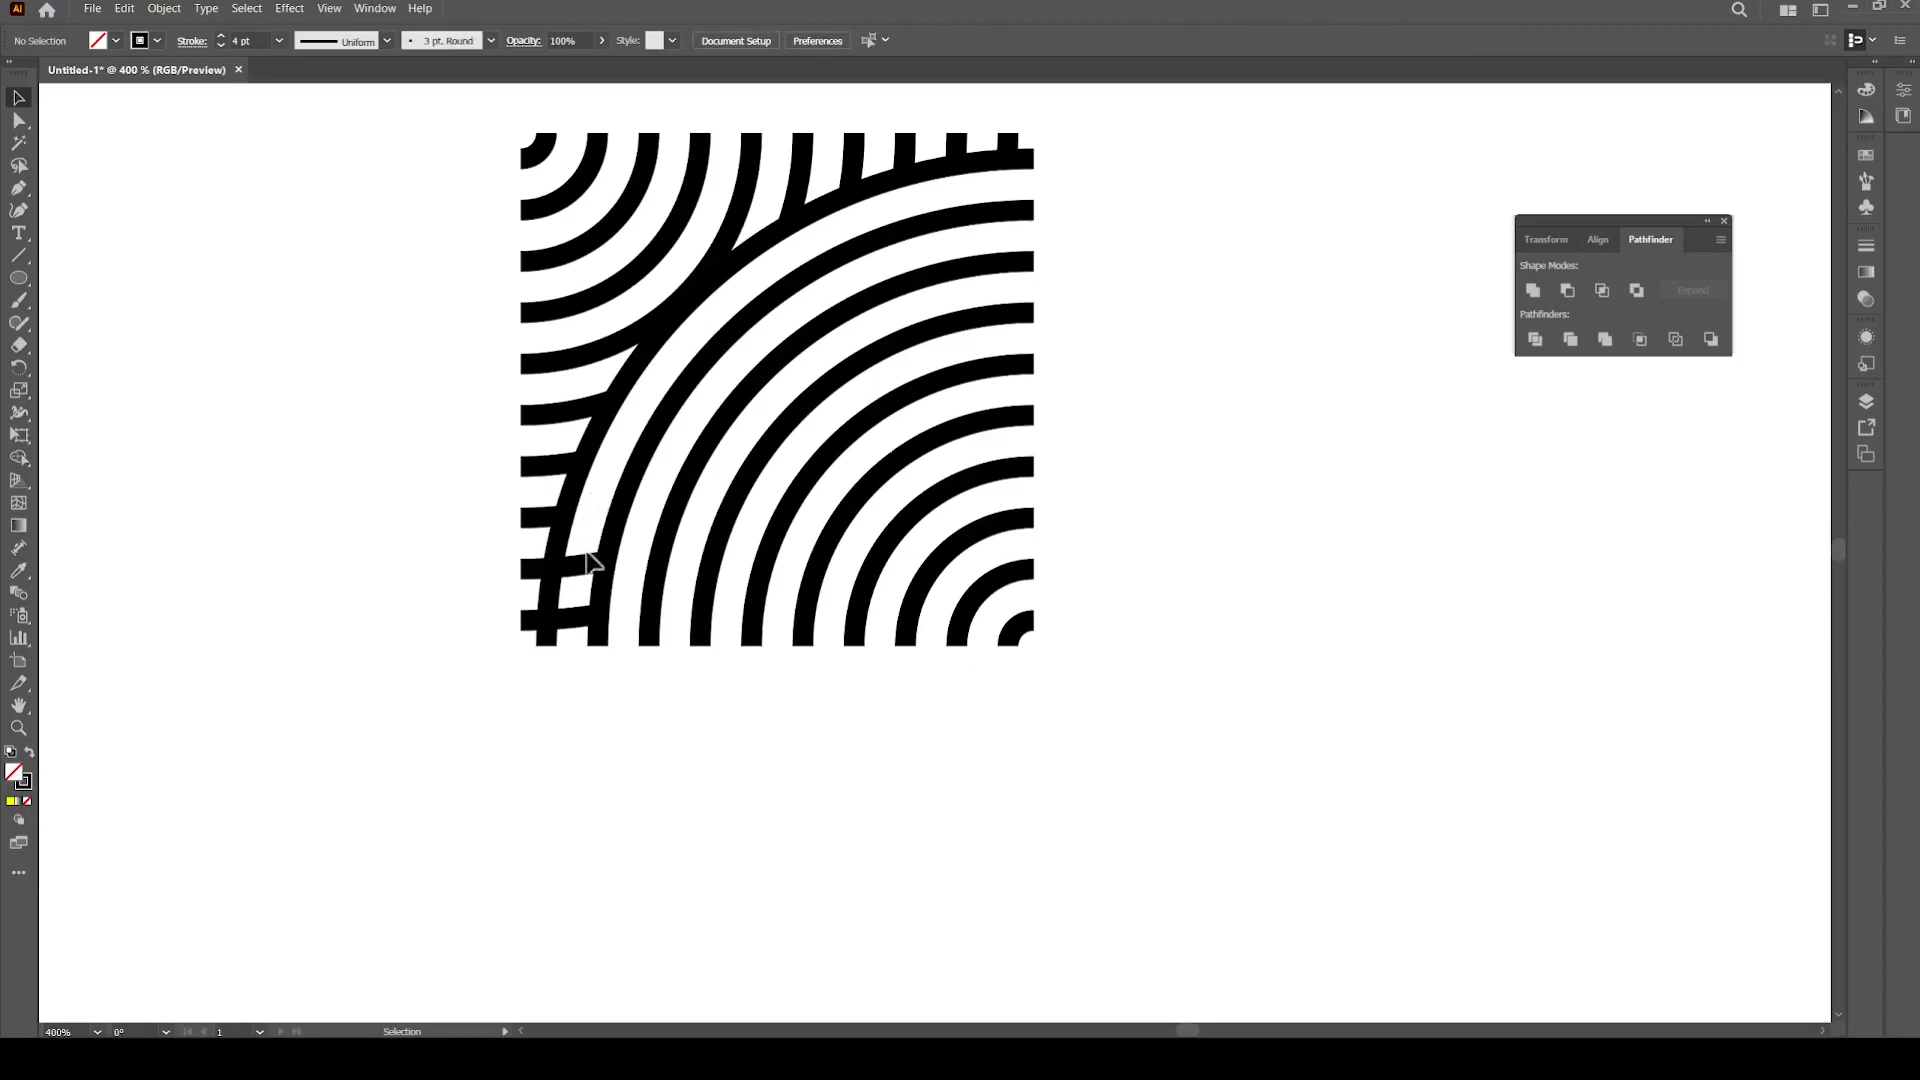 Ai
File Edit Object Type Select Effect View Window Help
No Selection Stroke: 4 pt Uniform 3 pt. Round Opacity: 100% Style: Document Setup Preferences
Untitled-1* @ 400 % (RGB/Preview) ×
Transform Align Pathfinder
Shape Modes:
Expand
Pathfinders:
400% 0° 1 Selection